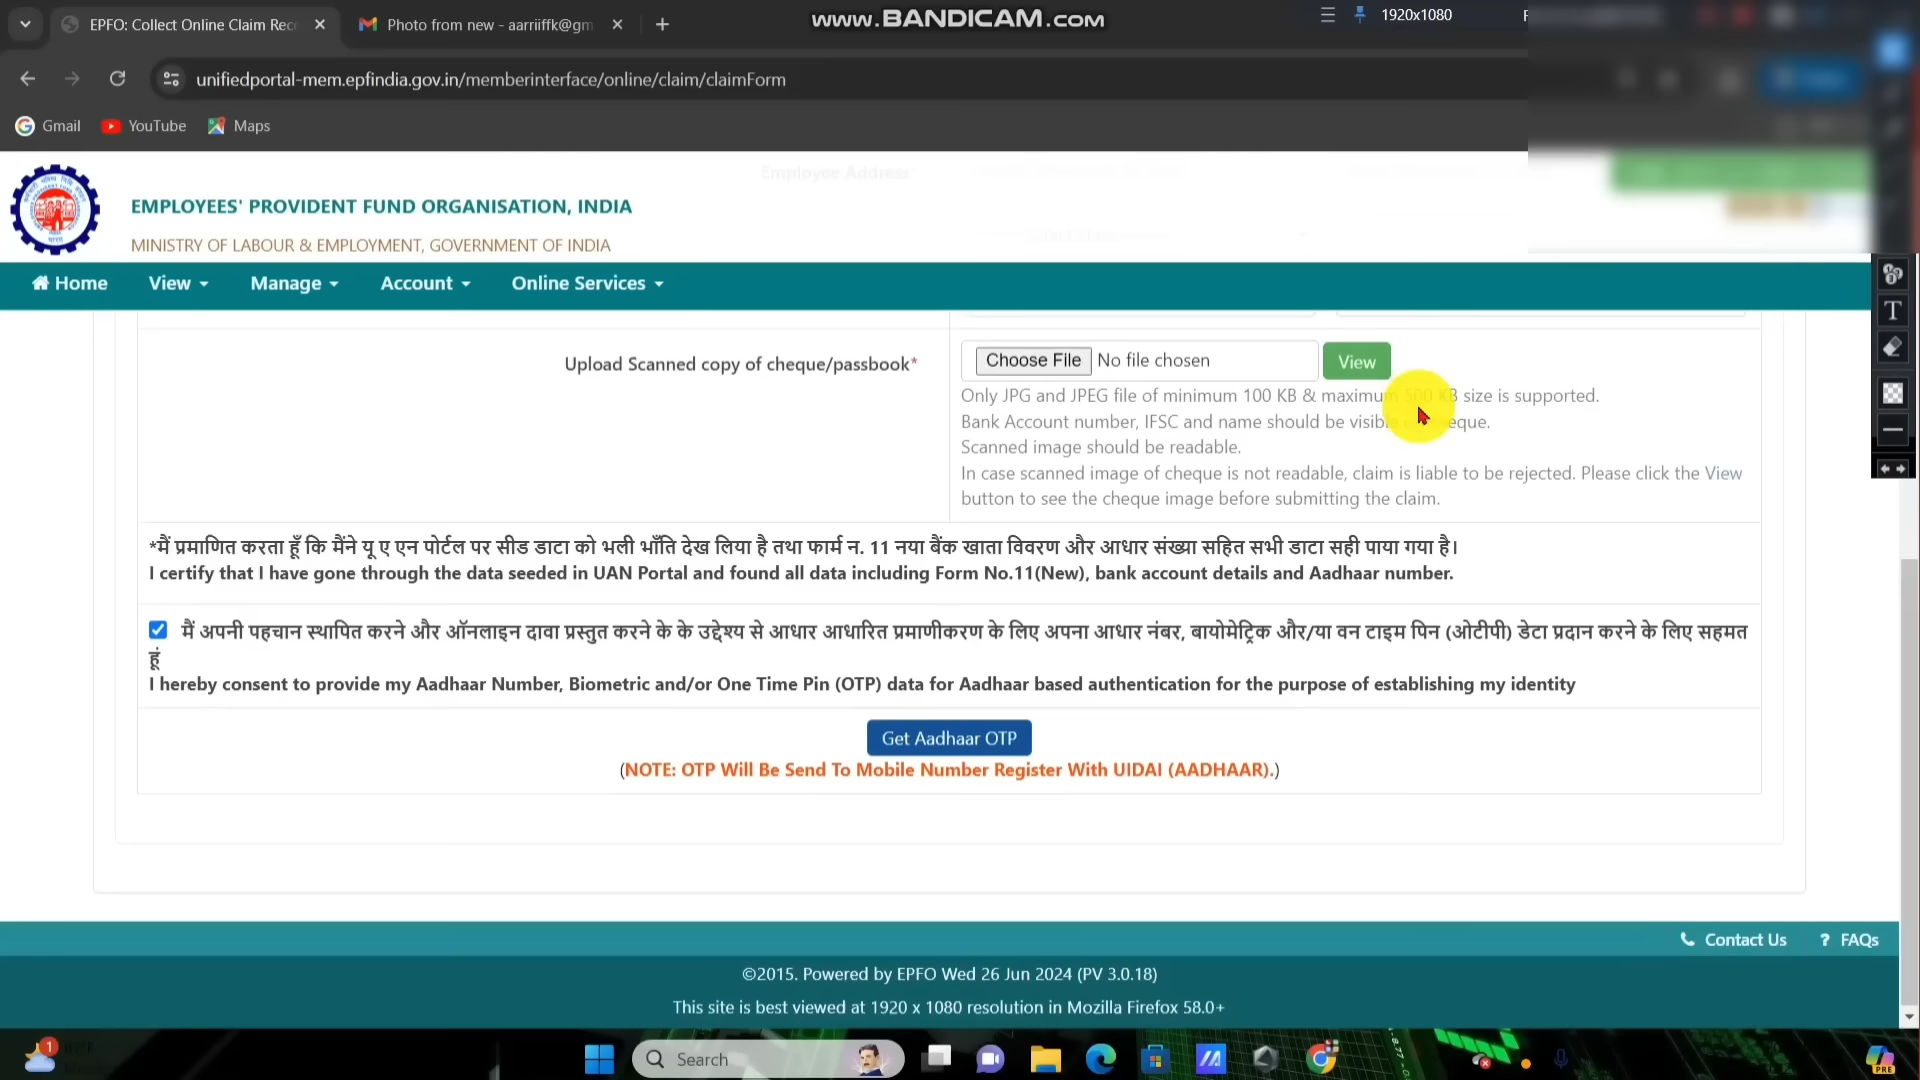 www.BANDICAM.com
1920x1080
EPFO: Collect Online Claim Rec
Photo from new - aarriiffk@gm
unifiedportal-mem.epfindia.gov.in/memberinterface/online/claim/claimForm
Gmail
YouTube
Maps
Employee Address
EMPLOYEES' PROVIDENT FUND ORGANISATION, INDIA
MINISTRY OF LABOUR & EMPLOYMENT, GOVERNMENT OF INDIA
Home
View
Manage
Account
Online Services
Upload Scanned copy of cheque/passbook*
Choose File No file chosen
View
Only JPG and JPEG file of minimum 100 KB & maximum 500 KB size is supported.
Bank Account number, IFSC and name should be visible cheque.
Scanned image should be readable.
In case scanned image of cheque is not readable, claim is liable to be rejected. Please click the View
button to see the cheque image before submitting the claim.
*मैं प्रमाणित करता हूँ कि मैंने यू ए एन पोर्टल पर सीड डाटा को भली भाँति देख लिया है तथा फार्म न. 11 नया बैंक खाता विवरण और आधार संख्या सहित सभी डाटा सही पाया गया है।
I certify that I have gone through the data seeded in UAN Portal and found all data including Form No.11(New), bank account details and Aadhaar number.
मैं अपनी पहचान स्थापित करने और ऑनलाइन दावा प्रस्तुत करने के के उद्देश्य से आधार आधारित प्रमाणीकरण के लिए अपना आधार नंबर, बायोमेट्रिक और/या वन टाइम पिन (ओटीपी) डेटा प्रदान करने के लिए सहमत
हूं
I hereby consent to provide my Aadhaar Number, Biometric and/or One Time Pin (OTP) data for Aadhaar based authentication for the purpose of establishing my identity
Get Aadhaar OTP
(NOTE: OTP Will Be Send To Mobile Number Register With UIDAI (AADHAAR).)
Contact Us
? FAQs
©2015. Powered by EPFO Wed 26 Jun 2024 (PV 3.0.18)
This site is best viewed at 1920 x 1080 resolution in Mozilla Firefox 58.0+
1
Search
PRE